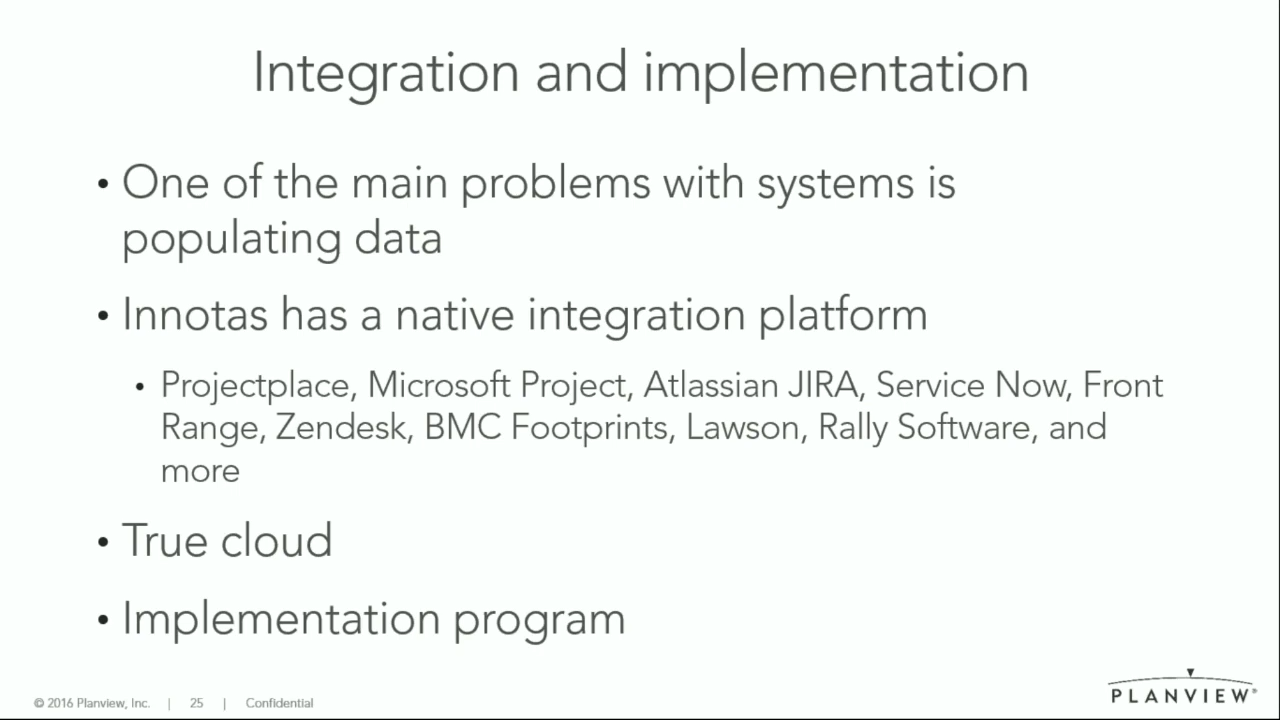 Integration and implementation
• One of the main problems with systems is
populating data
• Innotas has a native integration platform
• Projectplace, Microsoft Project, Atlassian JIRA, Service Now, Front
Range, Zendesk, BMC Footprints, Lawson, Rally Software, and
more
• True cloud
• Implementation program
© 2016 Planview, Inc. | 25 | Confidential
PLANVIEW®